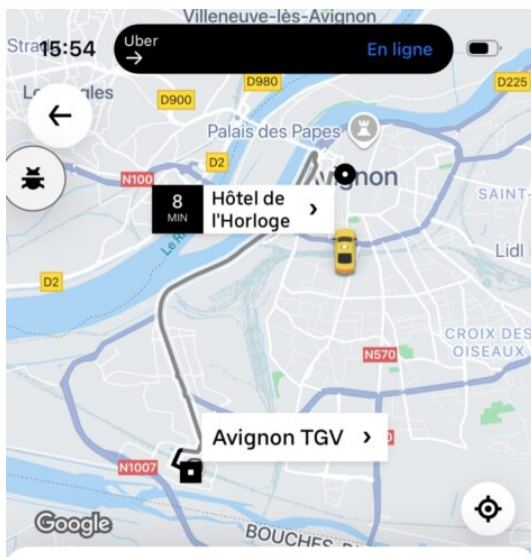 Villeneuve-lès-Avignon
15:54
Uber
→
En ligne
D980
D225
D900
Palais des Papes
D2
N100
Avignon
8
MIN
Hôtel de
l'Horloge
SAINT-
Lidl
D2
CROIX DES
OISEAUX
N570
Avignon TGV
N1007
Google